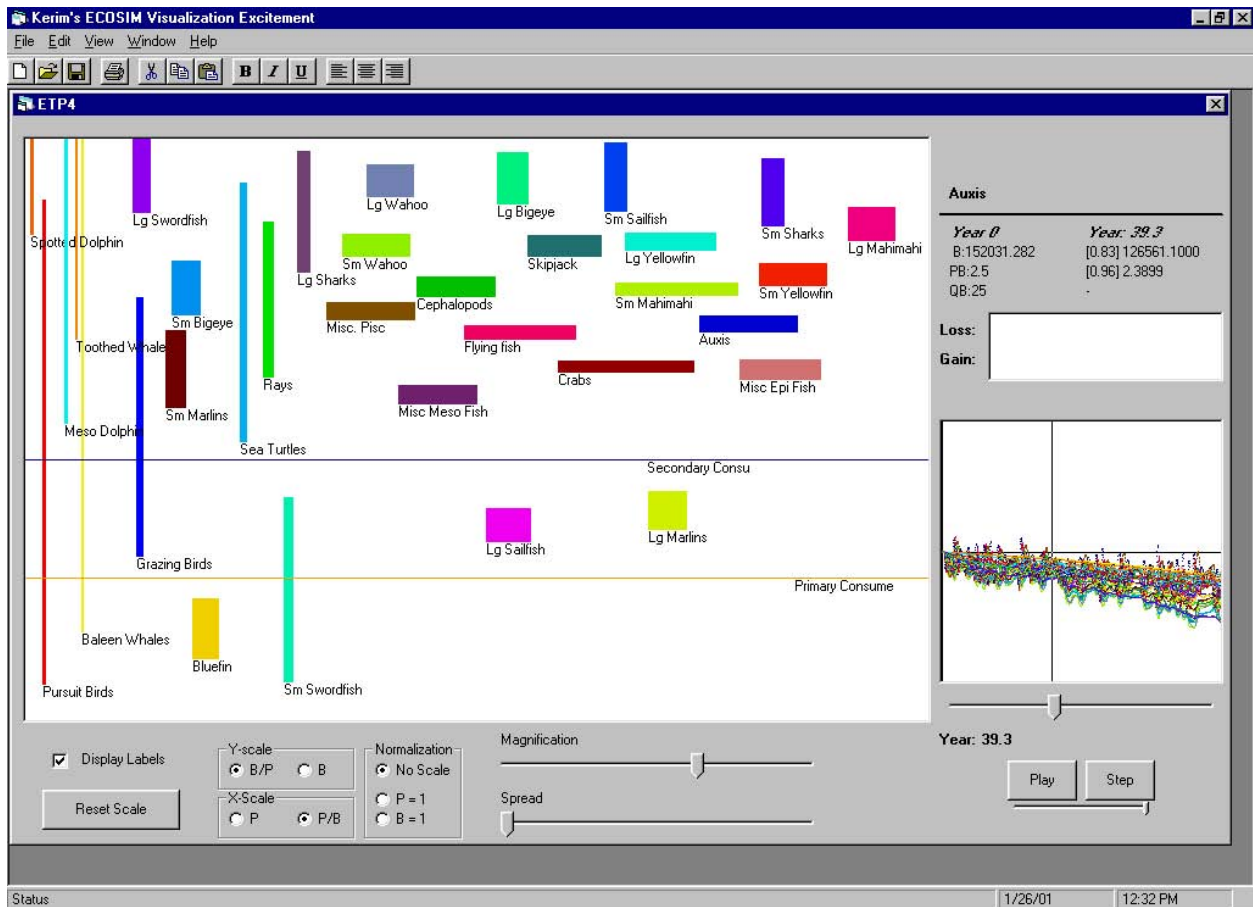 Kerim's ECOSIM Visualization Excitement
File Edit View Window Help
B I U
ETP4
Lg Swordfish
Lg Wahoo
Lg Bigeye
Sm Sailfish
Sm Sharks
Lg Mahimahi
Spotted Dolphin
Sm Wahoo
Skipjack
Lg Yellowfin
Lg Sharks
Sm Yellowfin
Cephalopods
Sm Mahimahi
Sm Bigeye
Misc. Pisc
Toothed Whale
Flying fish
Auxis
Rays
Crabs
Misc Epi Fish
Sm Marlins
Misc Meso Fish
Meso Dolphin
Sea Turtles
Secondary Consu
Lg Sailfish
Lg Marlins
Grazing Birds
Primary Consume
Baleen Whales
Bluefin
Pursuit Birds
Sm Swordfish
Auxis
Year 0 Year: 39.3
B:152031.282 [0.83] 126561.1000
PB:2.5 [0.96] 2.3899
QB:25 -
Loss:
Gain:
Year: 39.3
Play Step
Display Labels
Reset Scale
Y-scale
B/P B
X-Scale
P P/B
Normalization
No Scale
P = 1
B = 1
Magnification
Spread
Status 1/26/01 12:32 PM